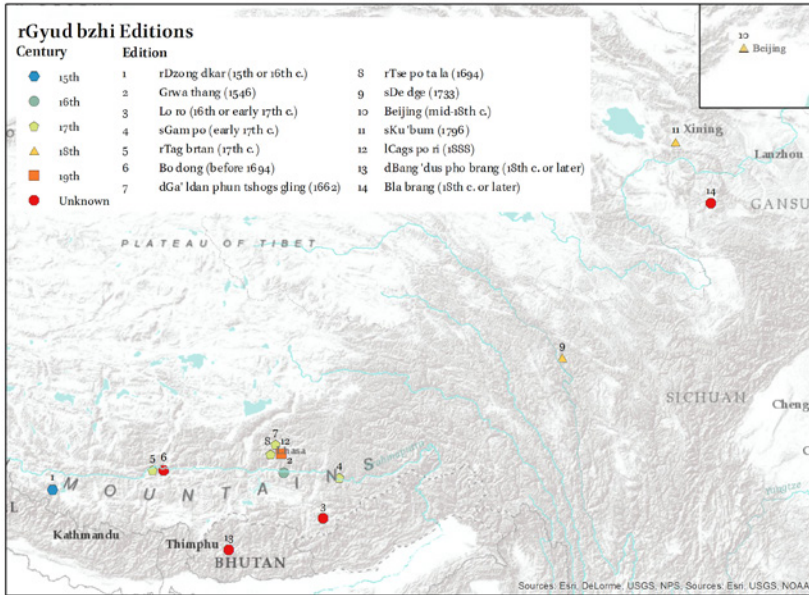 rGyud bzhi Editions
Century Edition
15th
16th
17th
18th
19th
Unknown
1 rDzong dkar (15th or 16th c.)
2 Grwa thang (1546)
3 Lo ro (16th or early 17th c.)
4 sGam po (early 17th c.)
5 rTag brtan (17th c.)
6 Bo dong (before 1694)
7 dGa' ldan phun tshogs gling (1662)
8 rTse po ta la (1694)
9 sDe dge (1733)
10 Beijing (mid-18th c.)
11 sKu 'bum (1796)
12 lCags po ri (1888)
13 dBang 'dus pho brang (18th c. or later)
14 Bla brang (18th c. or later)
10
Beijing
11 Xining
Lanzhou
14
GANSU
PLATEAU OF TIBET
9
SICHUAN
Cheng
7
8 12
hasa
5 6
2
4
1
MOUNTAINS
3
Kathmandu
Thimphu 13
BHUTAN
L
Sources: Esri, DeLorme, USGS, NPS, Sources: Esri, USGS, NOAA